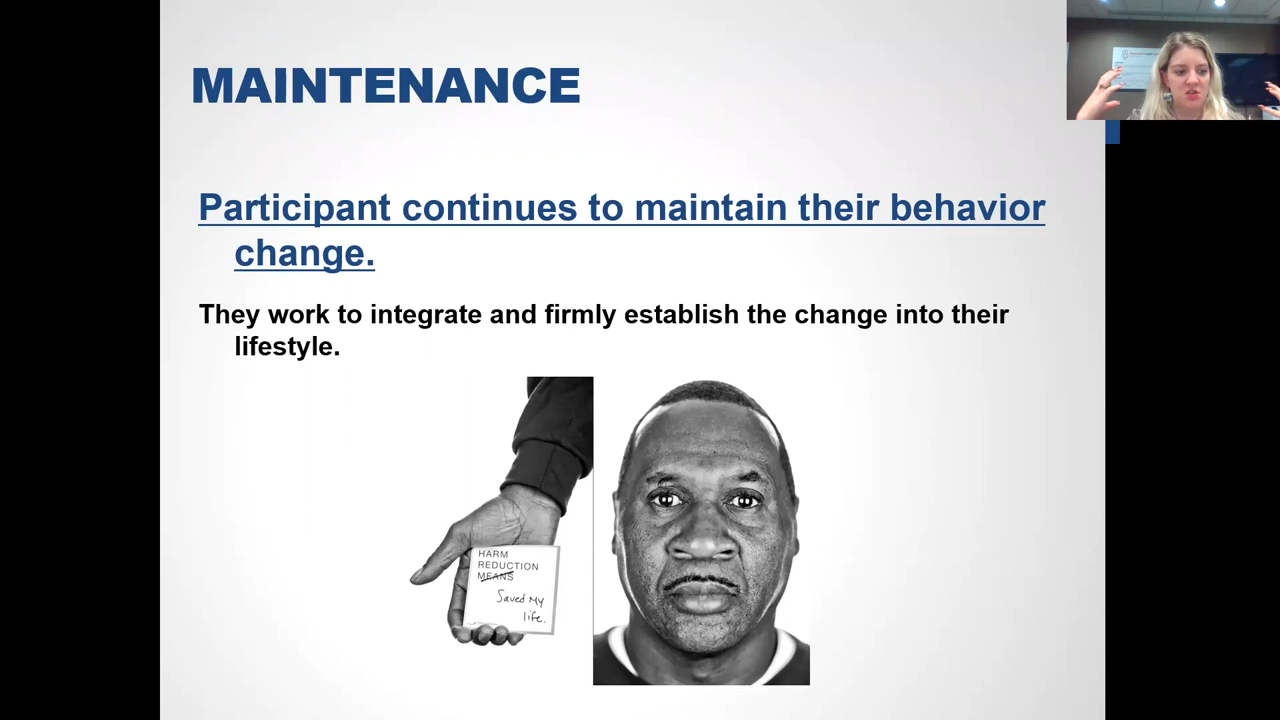 MAINTENANCE
Participant continues to maintain their behavior
change.
They work to integrate and firmly establish the change into their
lifestyle.
HARM
REDUCTION
MEANS
Saved My
life.